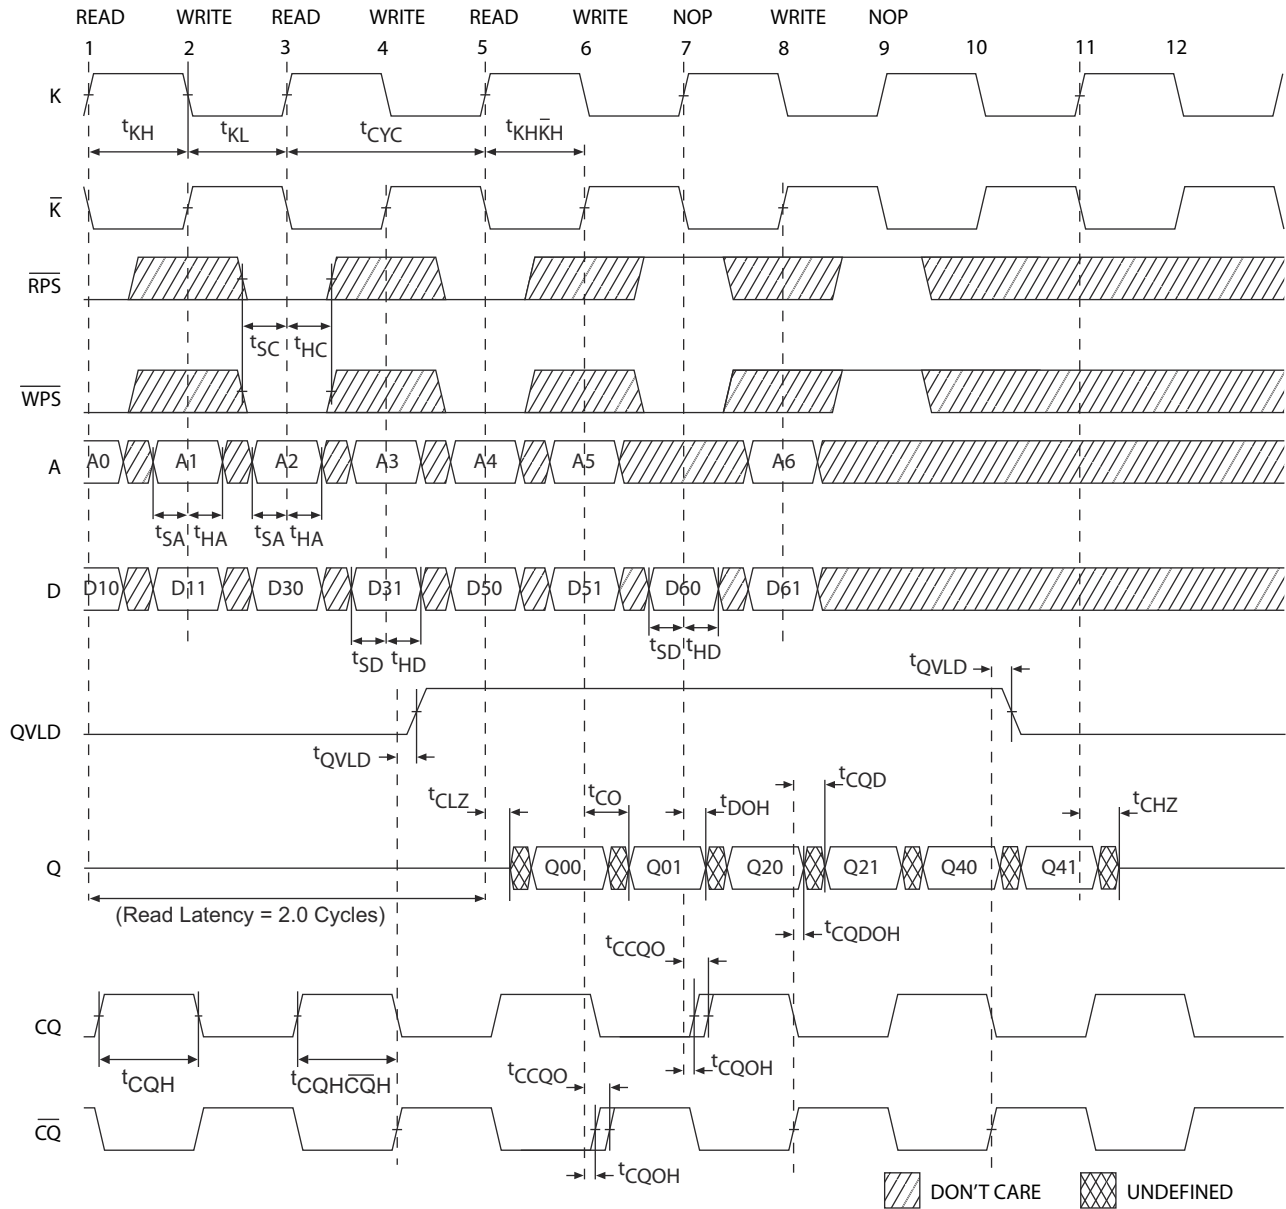 READ WRITE READ WRITE READ WRITE NOP WRITE NOP
1 2 3 4 5 6 7 8 9 10 11 12
K
tKH tKL tCYC tKHK̅H
K̅
R̅P̅S̅
tSC tHC
W̅P̅S̅
A A0 A1 A2 A3 A4 A5 A6
tSA tHA tSA tHA
D D10 D11 D30 D31 D50 D51 D60 D61
tSD tHD tSD tHD
tQVLD
QVLD
tQVLD
tCLZ tCO tDOH tCQD tCHZ
Q Q00 Q01 Q20 Q21 Q40 Q41
(Read Latency = 2.0 Cycles)
tCQDOH
tCCQO
CQ
tCQH tCQHC̅Q̅H tCQOH
tCCQO
C̅Q̅
tCQOH
DON'T CARE UNDEFINED